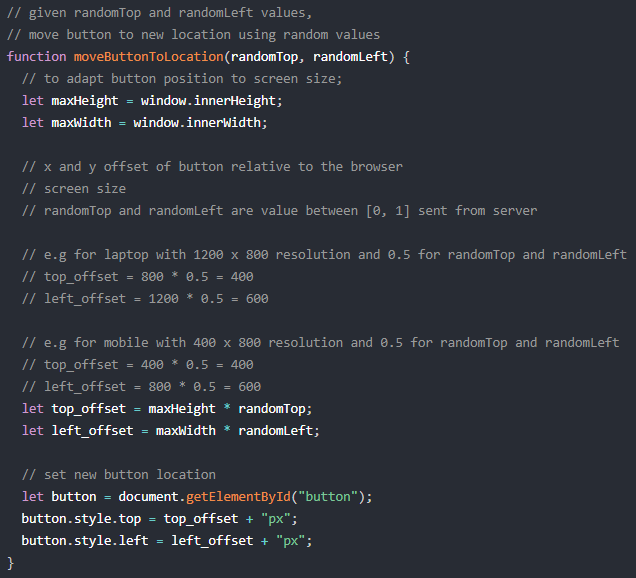 // given randomTop and randomLeft values,
// move button to new location using random values
function moveButtonToLocation(randomTop, randomLeft) {
  // to adapt button position to screen size;
  let maxHeight = window.innerHeight;
  let maxWidth = window.innerWidth;

  // x and y offset of button relative to the browser
  // screen size
  // randomTop and randomLeft are value between [0, 1] sent from server

  // e.g for laptop with 1200 x 800 resolution and 0.5 for randomTop and randomLeft
  // top_offset = 800 * 0.5 = 400
  // left_offset = 1200 * 0.5 = 600

  // e.g for mobile with 400 x 800 resolution and 0.5 for randomTop and randomLeft
  // top_offset = 400 * 0.5 = 400
  // left_offset = 800 * 0.5 = 600
  let top_offset = maxHeight * randomTop;
  let left_offset = maxWidth * randomLeft;

  // set new button location
  let button = document.getElementById("button");
  button.style.top = top_offset + "px";
  button.style.left = left_offset + "px";
}